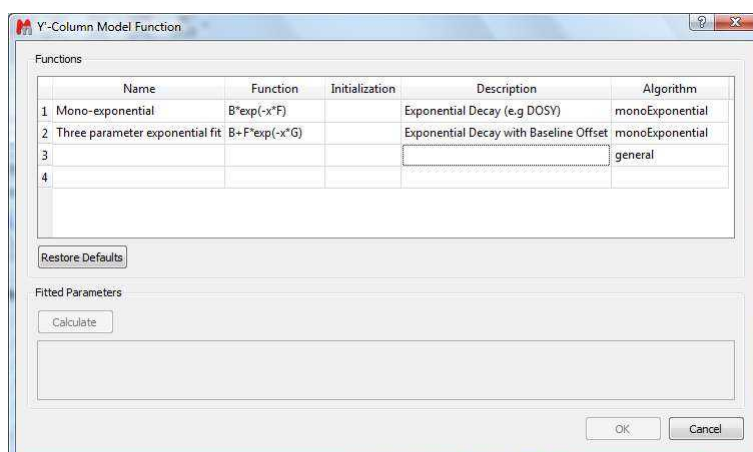 Y'-Column Model Function
Functions
Name Function Initialization Description Algorithm
1 Mono-exponential B*exp(-x*F) Exponential Decay (e.g DOSY) monoExponential
2 Three parameter exponential fit B+F*exp(-x*G) Exponential Decay with Baseline Offset monoExponential
3 general
4
Restore Defaults
Fitted Parameters
Calculate
OK Cancel